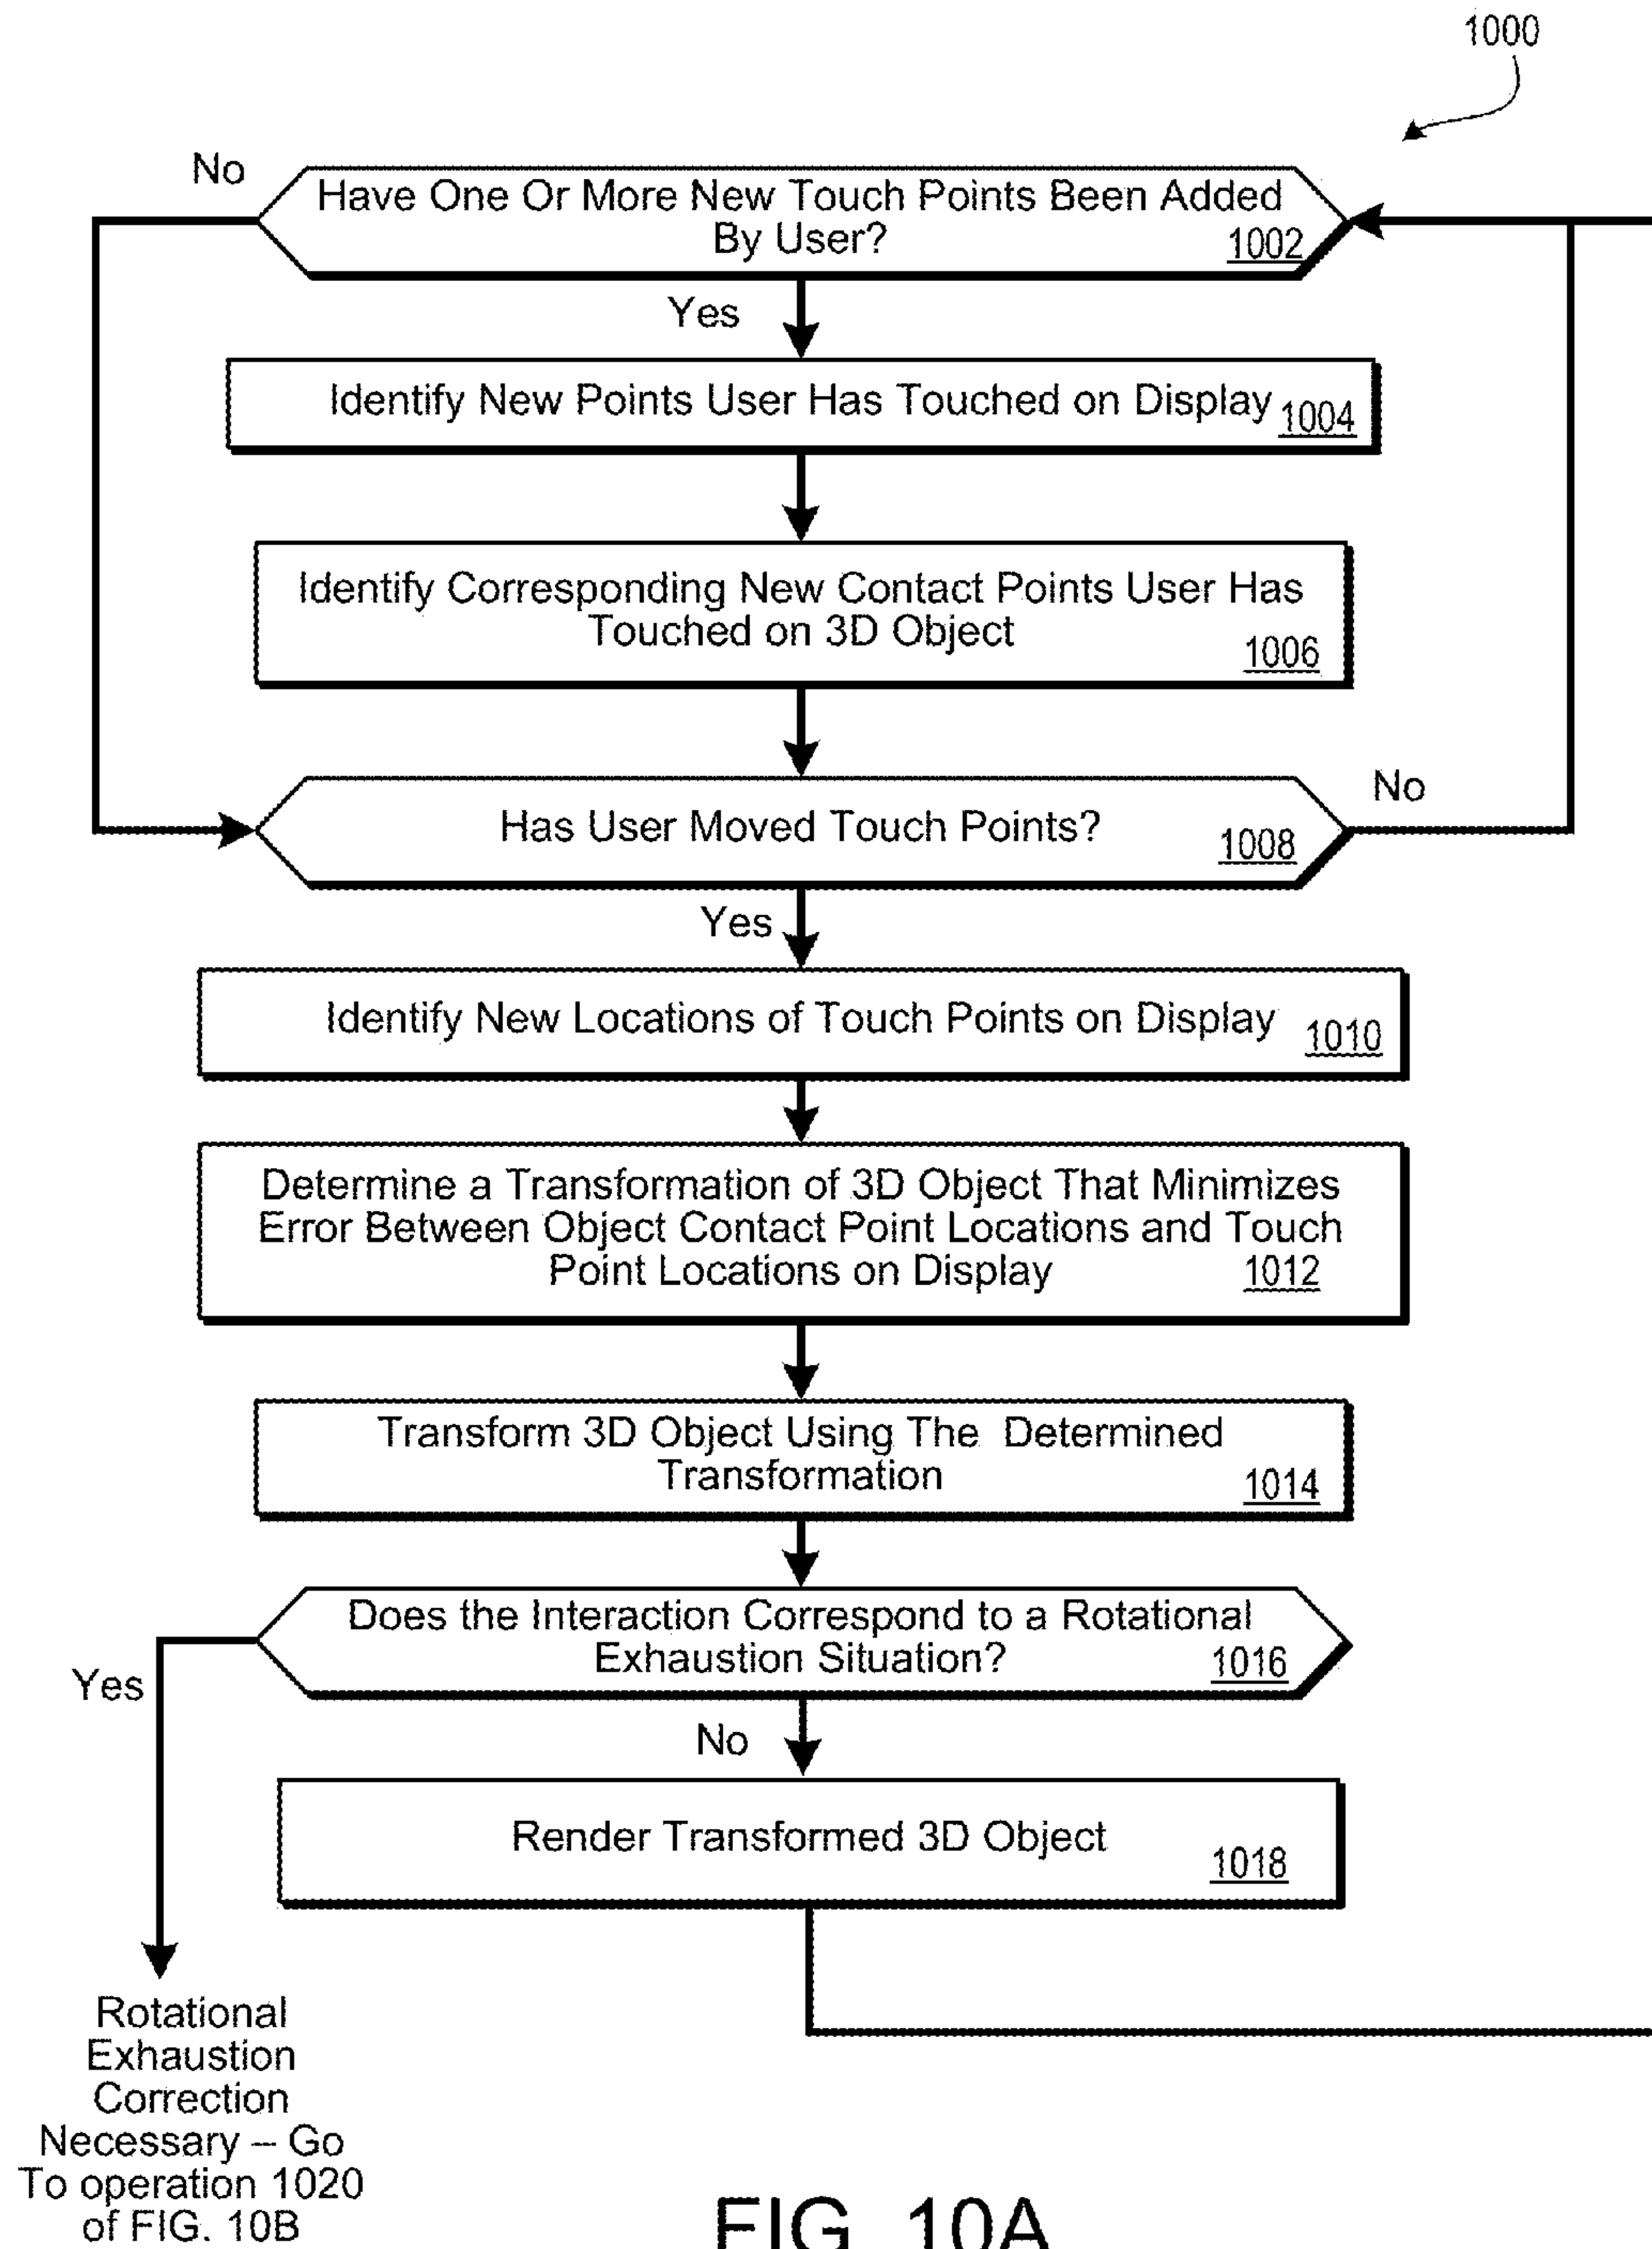 1000
No
Have One Or More New Touch Points Been Added
By User?
1002
Yes
Identify New Points User Has Touched on Display
1004
Identify Corresponding New Contact Points User Has
Touched on 3D Object
1006
Has User Moved Touch Points?
1008
No
Yes
Identify New Locations of Touch Points on Display
1010
Determine a Transformation of 3D Object That Minimizes
Error Between Object Contact Point Locations and Touch
Point Locations on Display
1012
Transform 3D Object Using The Determined
Transformation
1014
Does the Interaction Correspond to a Rotational
Exhaustion Situation?
1016
Yes
No
Render Transformed 3D Object
1018
Rotational
Exhaustion
Correction
Necessary – Go
To operation 1020
of FIG. 10B
FIG. 10A